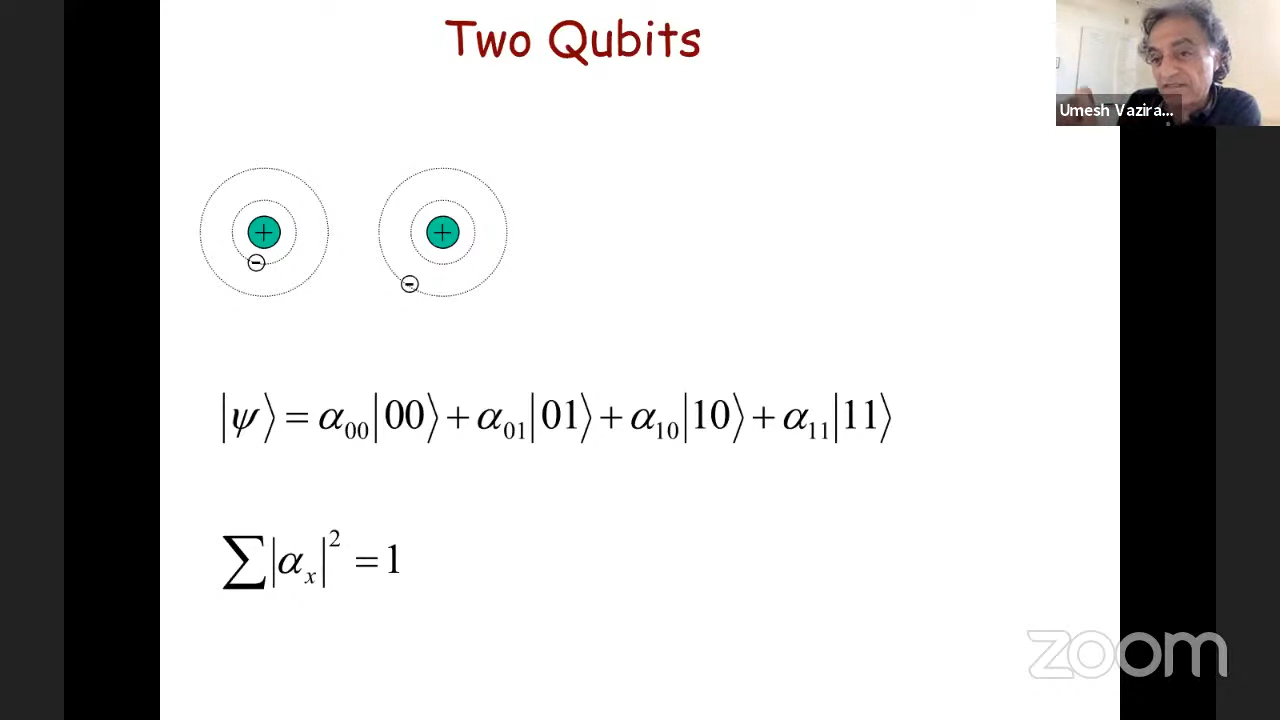 Two Qubits
Umesh Vazira...
+ +
- -
|ψ⟩ = α₀₀|00⟩ + α₀₁|01⟩ + α₁₀|10⟩ + α₁₁|11⟩
∑|αₓ|² = 1
zoom